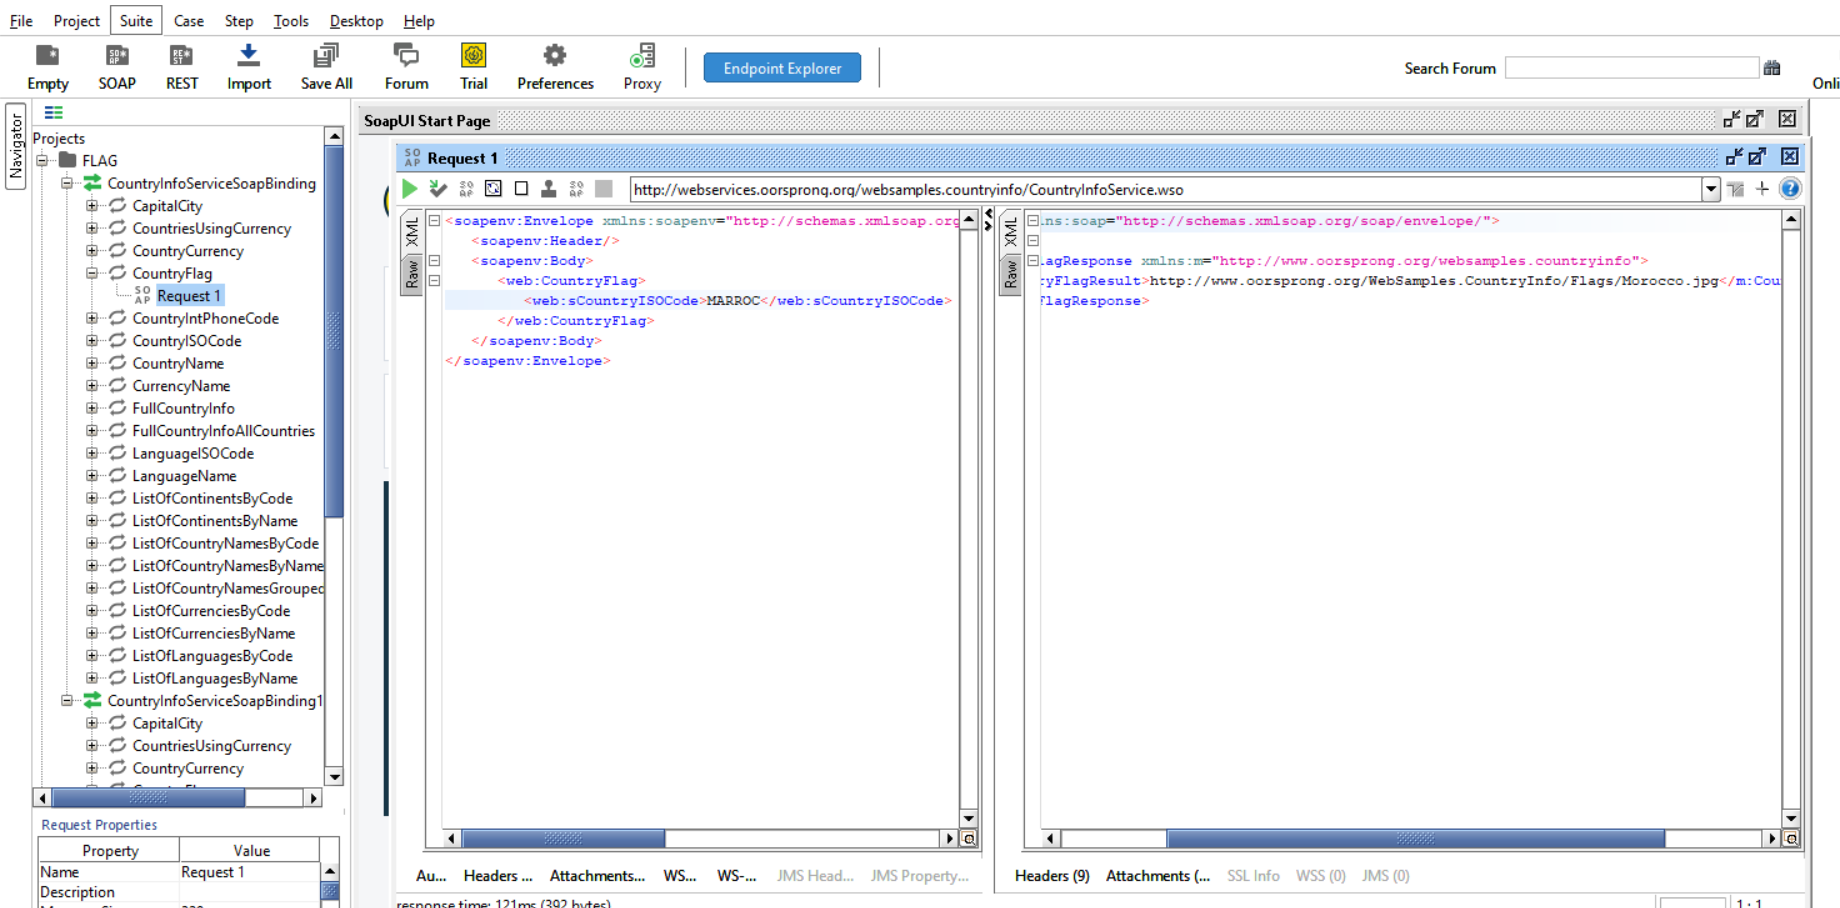 File Project Suite Case Step Tools Desktop Help
Empty SOAP REST Import Save All Forum Trial Preferences Proxy Endpoint Explorer Search Forum Onli
Navigator
Projects
FLAG
CountryInfoServiceSoapBinding
CapitalCity
CountriesUsingCurrency
CountryCurrency
CountryFlag
Request 1
CountryIntPhoneCode
CountryISOCode
CountryName
CurrencyName
FullCountryInfo
FullCountryInfoAllCountries
LanguageISOCode
LanguageName
ListOfContinentsByCode
ListOfContinentsByName
ListOfCountryNamesByCode
ListOfCountryNamesByName
ListOfCountryNamesGrouped
ListOfCurrenciesByCode
ListOfCurrenciesByName
ListOfLanguagesByCode
ListOfLanguagesByName
CountryInfoServiceSoapBinding1
CapitalCity
CountriesUsingCurrency
CountryCurrency
Request Properties
Property Value
Name Request 1
Description
SoapUI Start Page
SOAP Request 1
http://webservices.oorsprong.org/websamples.countryinfo/CountryInfoService.wso
XML
Raw
<soapenv:Envelope xmlns:soapenv="http://schemas.xmlsoap.org
<soapenv:Header/>
<soapenv:Body>
<web:CountryFlag>
<web:sCountryISOCode>MARROC</web:sCountryISOCode>
</web:CountryFlag>
</soapenv:Body>
</soapenv:Envelope>
XML
Raw
lns:soap="http://schemas.xmlsoap.org/soap/envelope/">
lagResponse xmlns:m="http://www.oorsprong.org/websamples.countryinfo">
ryFlagResult>http://www.oorsprong.org/WebSamples.CountryInfo/Flags/Morocco.jpg</m:Cou
FlagResponse>
Au... Headers ... Attachments... WS... WS-... JMS Head... JMS Property...
Headers (9) Attachments (... SSL Info WSS (0) JMS (0)
response time: 121ms (392 bytes)
1 : 1